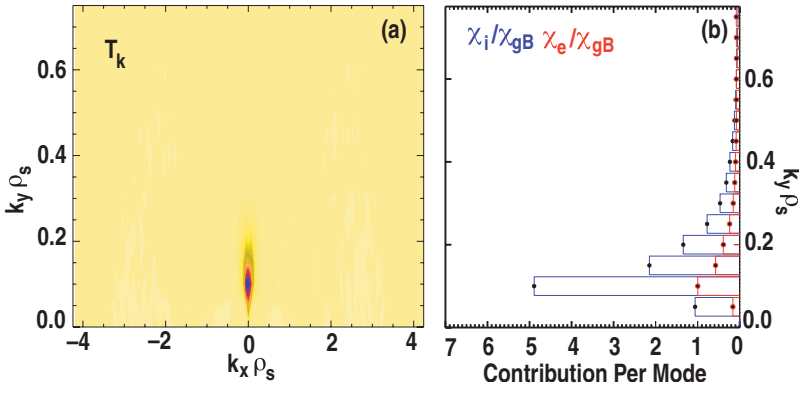 (a)
T_k
0.6
0.4
0.2
0.0
k_y ρ_s
−4 −2 0 2 4
k_x ρ_s
χ_i/χ_gB χ_e/χ_gB (b)
0.6
0.4
0.2
0.0
k_y ρ_s
7 6 5 4 3 2 1 0
Contribution Per Mode